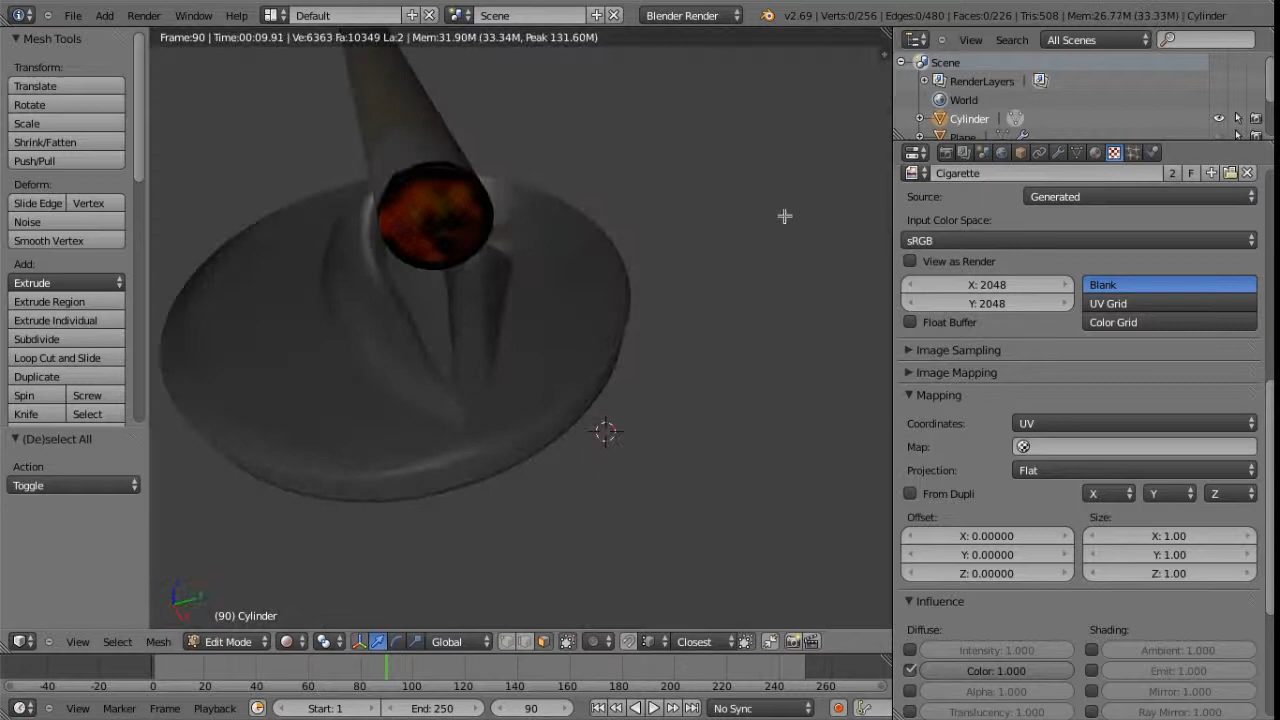 File Add Render Window Help Default Scene Blender Render v2.69 | Verts:0/256 | Edges:0/480 | Faces:0/226 | Tris:508 | Mem:26.77M (33.33M) | Cylinder
Mesh Tools
Frame:90 | Time:00:09.91 | Ve:6363 Fa:10349 La:2 | Mem:31.90M (33.34M, Peak 131.60M)
View Search All Scenes
Transform:
Translate
Rotate
Scale
Shrink/Fatten
Push/Pull
Deform:
Slide Edge Vertex
Noise
Smooth Vertex
Add:
Extrude
Extrude Region
Extrude Individual
Subdivide
Loop Cut and Slide
Duplicate
Spin Screw
Knife Select
(De)select All
Action
Toggle
Scene
RenderLayers
World
Cylinder
Plane
Cigarette 2 F
Source: Generated
Input Color Space:
sRGB
View as Render
X: 2048 Blank
Y: 2048 UV Grid
Float Buffer Color Grid
Image Sampling
Image Mapping
Mapping
Coordinates: UV
Map:
Projection: Flat
From Dupli X Y Z
Offset: Size:
X: 0.00000 X: 1.00
Y: 0.00000 Y: 1.00
Z: 0.00000 Z: 1.00
Influence
Diffuse: Shading:
Intensity: 1.000 Ambient: 1.000
Color: 1.000 Emit: 1.000
Alpha: 1.000 Mirror: 1.000
Translucency: 1.000 Ray Mirror: 1.000
(90) Cylinder
View Select Mesh Edit Mode Global Closest
-40 -20 0 20 40 60 80 100 120 140 160 180 200 220 240 260
View Marker Frame Playback Start: 1 End: 250 90 No Sync